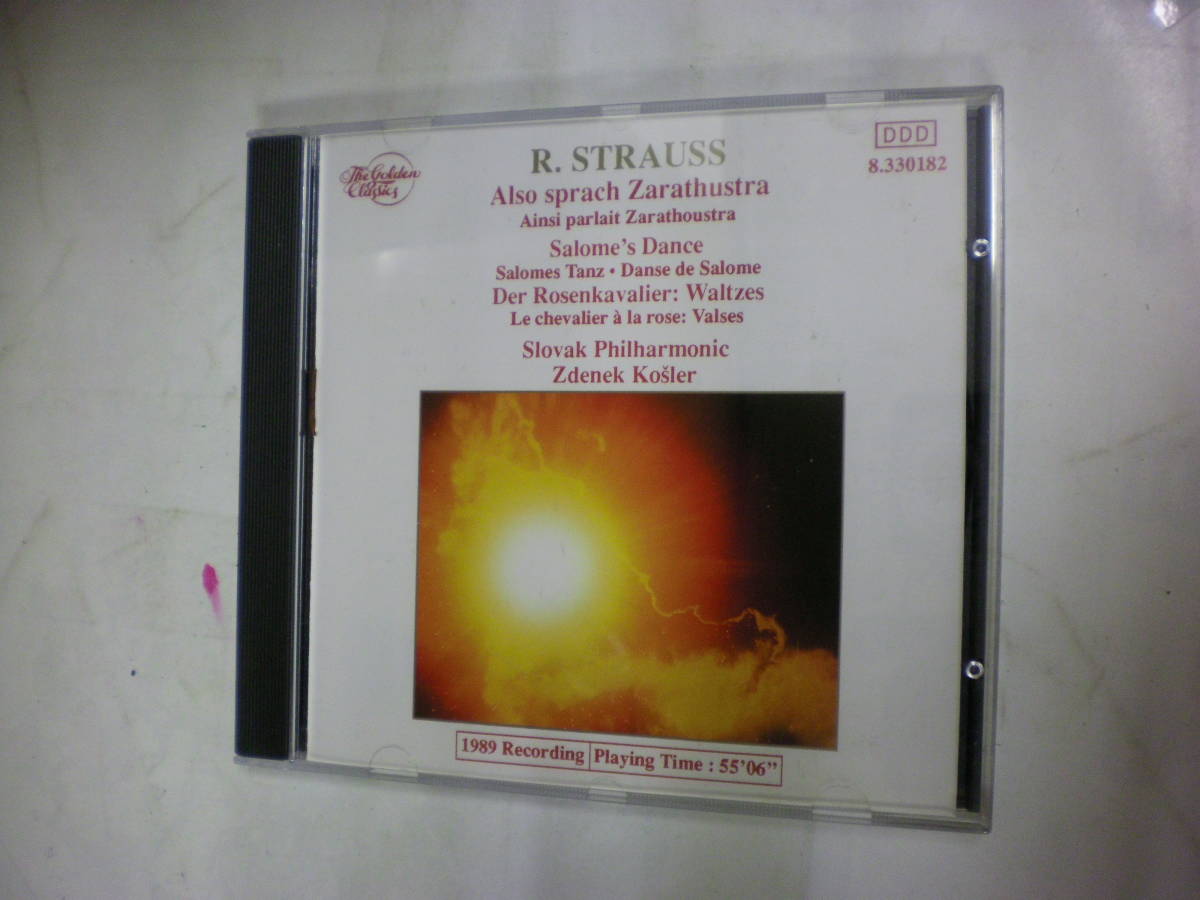 The Golden
Classics
R. STRAUSS
DDD
8.330182
Also sprach Zarathustra
Ainsi parlait Zarathoustra
Salome's Dance
Salomes Tanz • Danse de Salome
Der Rosenkavalier: Waltzes
Le chevalier à la rose: Valses
Slovak Philharmonic
Zdenek Košler
1989 Recording Playing Time : 55'06”